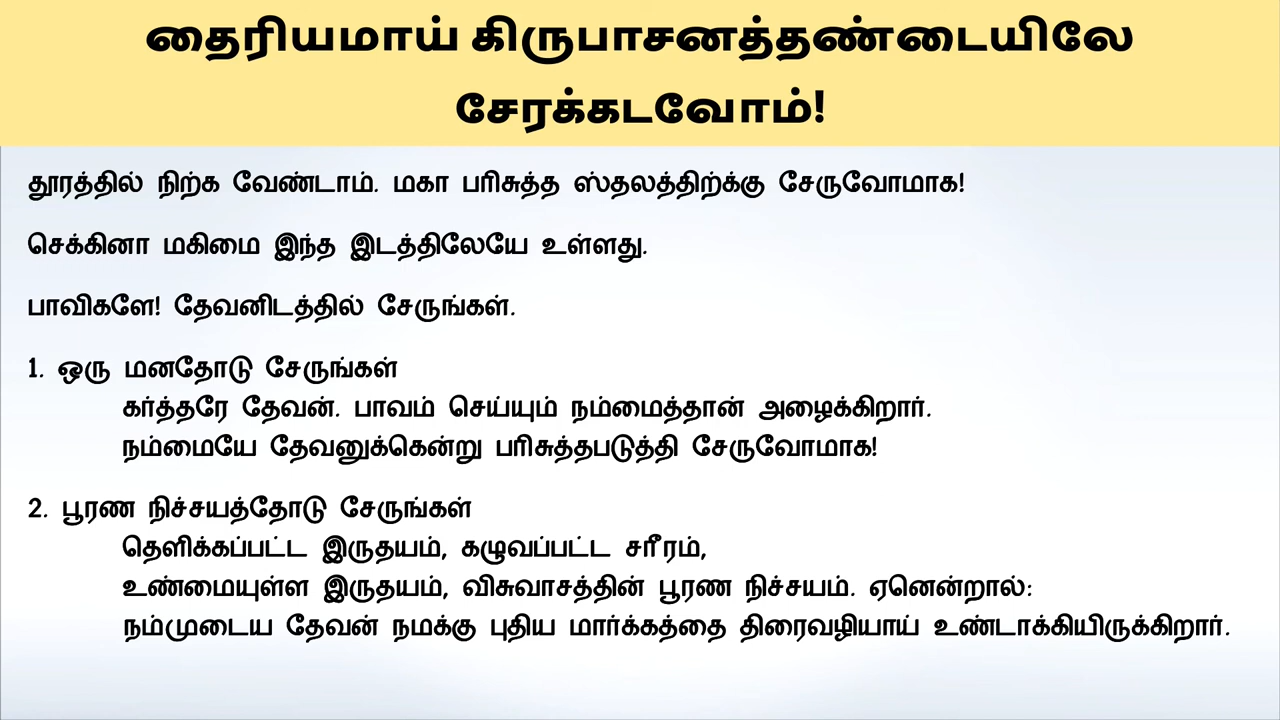 தைரியமாய் கிருபாசனத்தண்டையிலே
சேரக்கடவோம்!
தூரத்தில் நிற்க வேண்டாம். மகா பரிசுத்த ஸ்தலத்திற்க்கு சேருவோமாக!
செக்கினா மகிமை இந்த இடத்திலேயே உள்ளது.
பாவிகளே! தேவனிடத்தில் சேருங்கள்.
1. ஒரு மனதோடு சேருங்கள்
கர்த்தரே தேவன். பாவம் செய்யும் நம்மைத்தான் அழைக்கிறார்.
நம்மையே தேவனுக்கென்று பரிசுத்தபடுத்தி சேருவோமாக!
2. பூரண நிச்சயத்தோடு சேருங்கள்
தெளிக்கப்பட்ட இருதயம், கழுவப்பட்ட சரீரம்,
உண்மையுள்ள இருதயம், விசுவாசத்தின் பூரண நிச்சயம். ஏனென்றால்:
நம்முடைய தேவன் நமக்கு புதிய மார்க்கத்தை திரைவழியாய் உண்டாக்கியிருக்கிறார்.